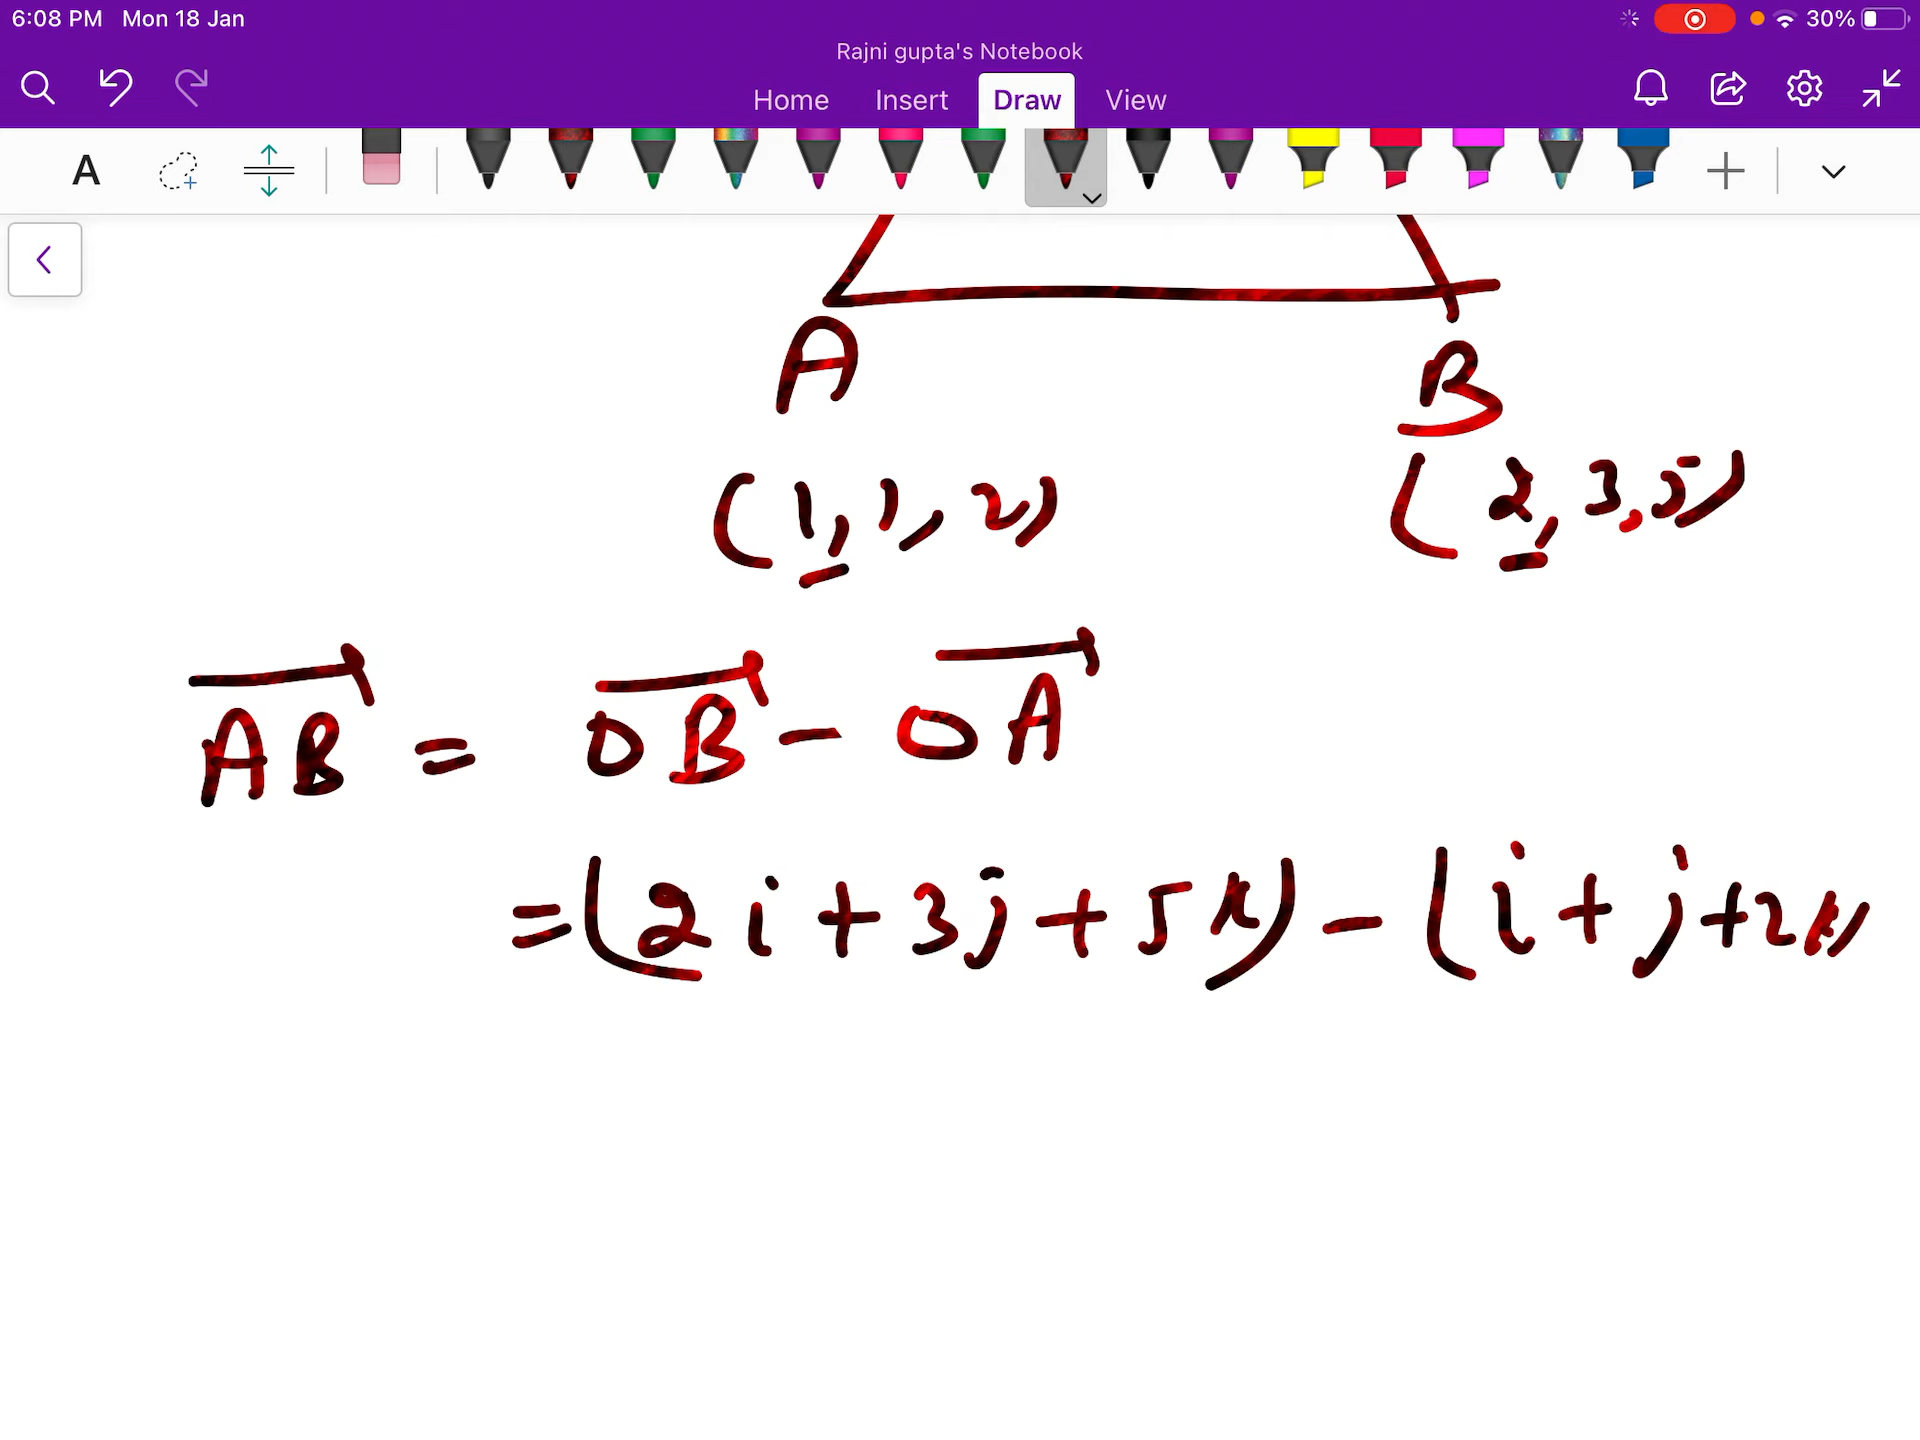 6:08 PM Mon 18 Jan 30%
Rajni gupta's Notebook
Home Insert Draw View
A
A B
(1, 1, 2) (2, 3, 5)
AB = OB - OA
= (2i + 3j + 5k) - (i + j + 2k)